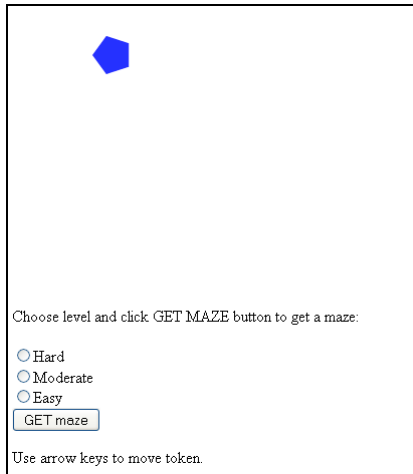 Choose level and click GET MAZE button to get a maze:
Hard
Moderate
Easy
GET maze
Use arrow keys to move token.